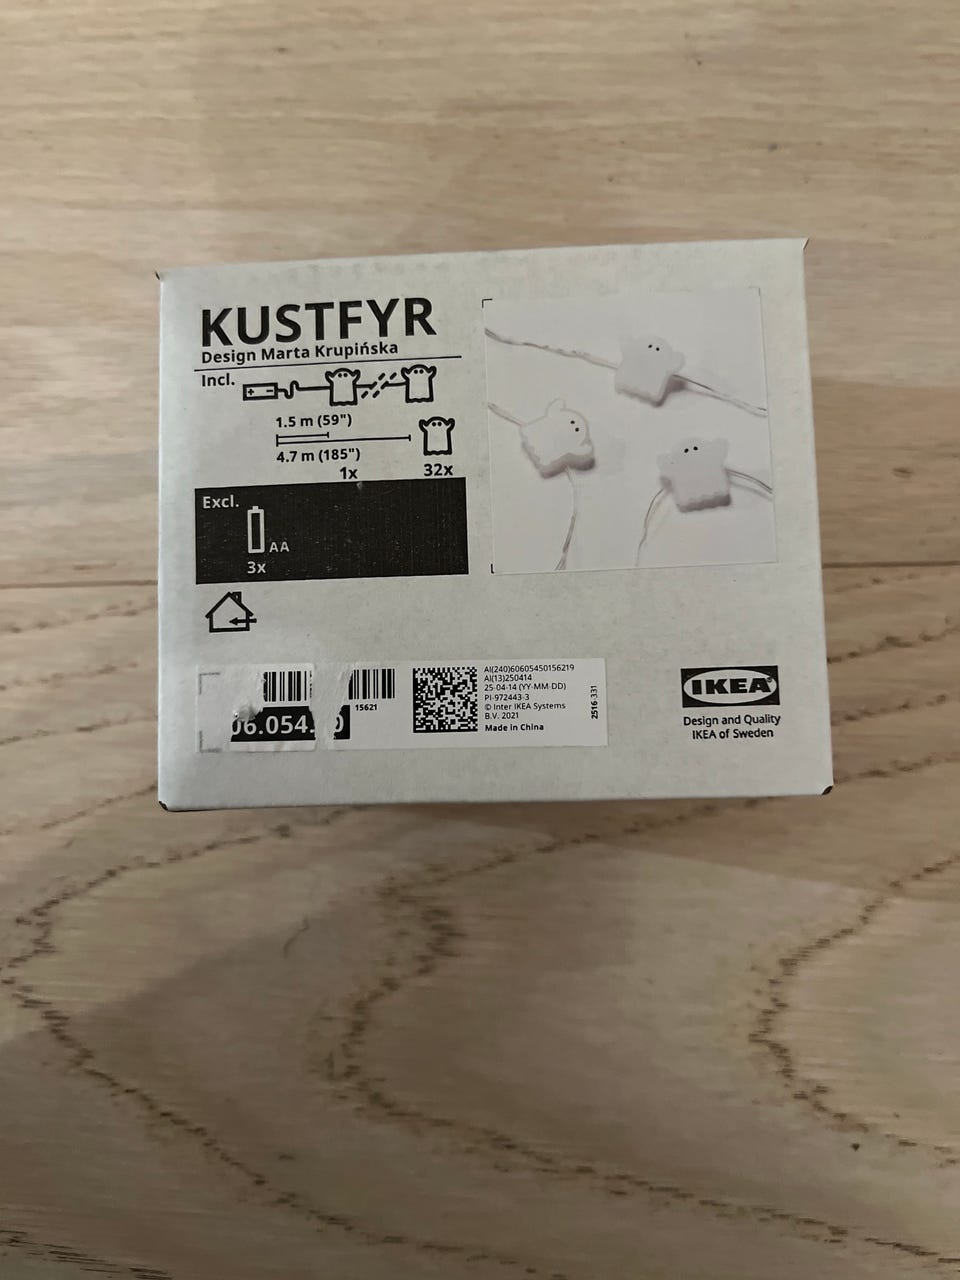 KUSTFYR
Design Marta Krupińska
Incl.
1.5 m (59")
4.7 m (185")
1x
32x
Excl.
AA
3x
15621
AI(240)60605450156219
AI(13)250414
25-04-14 (YY-MM-DD)
PI-972443-3
© Inter IKEA Systems
B.V. 2021
Made in China
2516 331
IKEA
Design and Quality
IKEA of Sweden